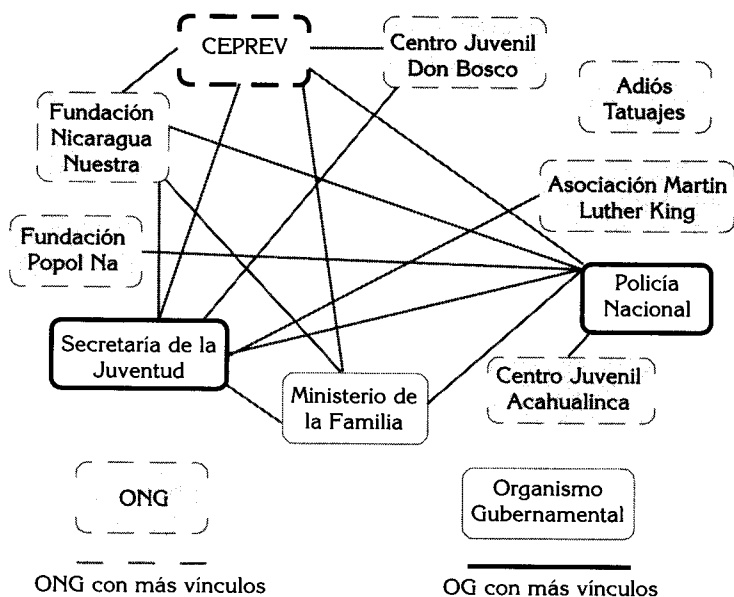 CEPREV
Centro Juvenil
Don Bosco
Adiós
Tatuajes
Fundación
Nicaragua
Nuestra
Asociación Martin
Luther King
Fundación
Popol Na
Policía
Nacional
Secretaría de la
Juventud
Ministerio de
la Familia
Centro Juvenil
Acahualinca
ONG
Organismo
Gubernamental
ONG con más vínculos
OG con más vínculos